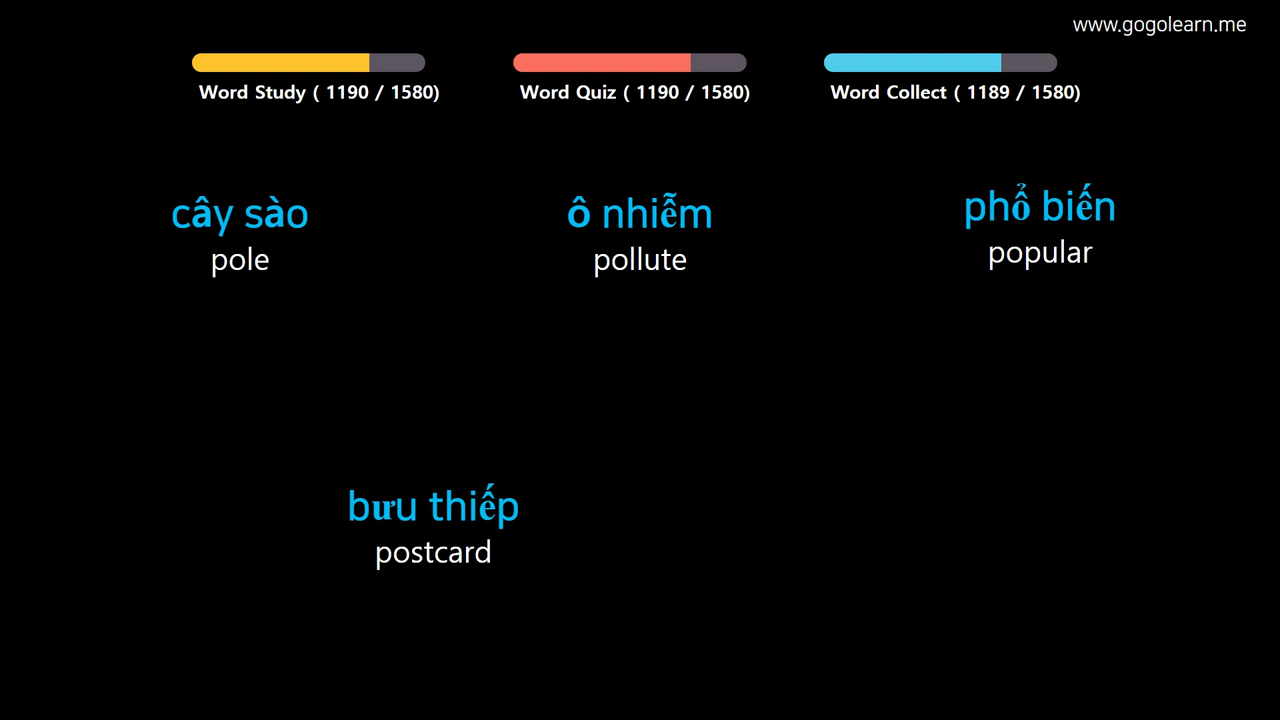 www.gogolearn.me
Word Study ( 1190 / 1580)
Word Quiz ( 1190 / 1580)
Word Collect ( 1189 / 1580)
cây sào
pole
ô nhiễm
pollute
phổ biến
popular
bưu thiếp
postcard